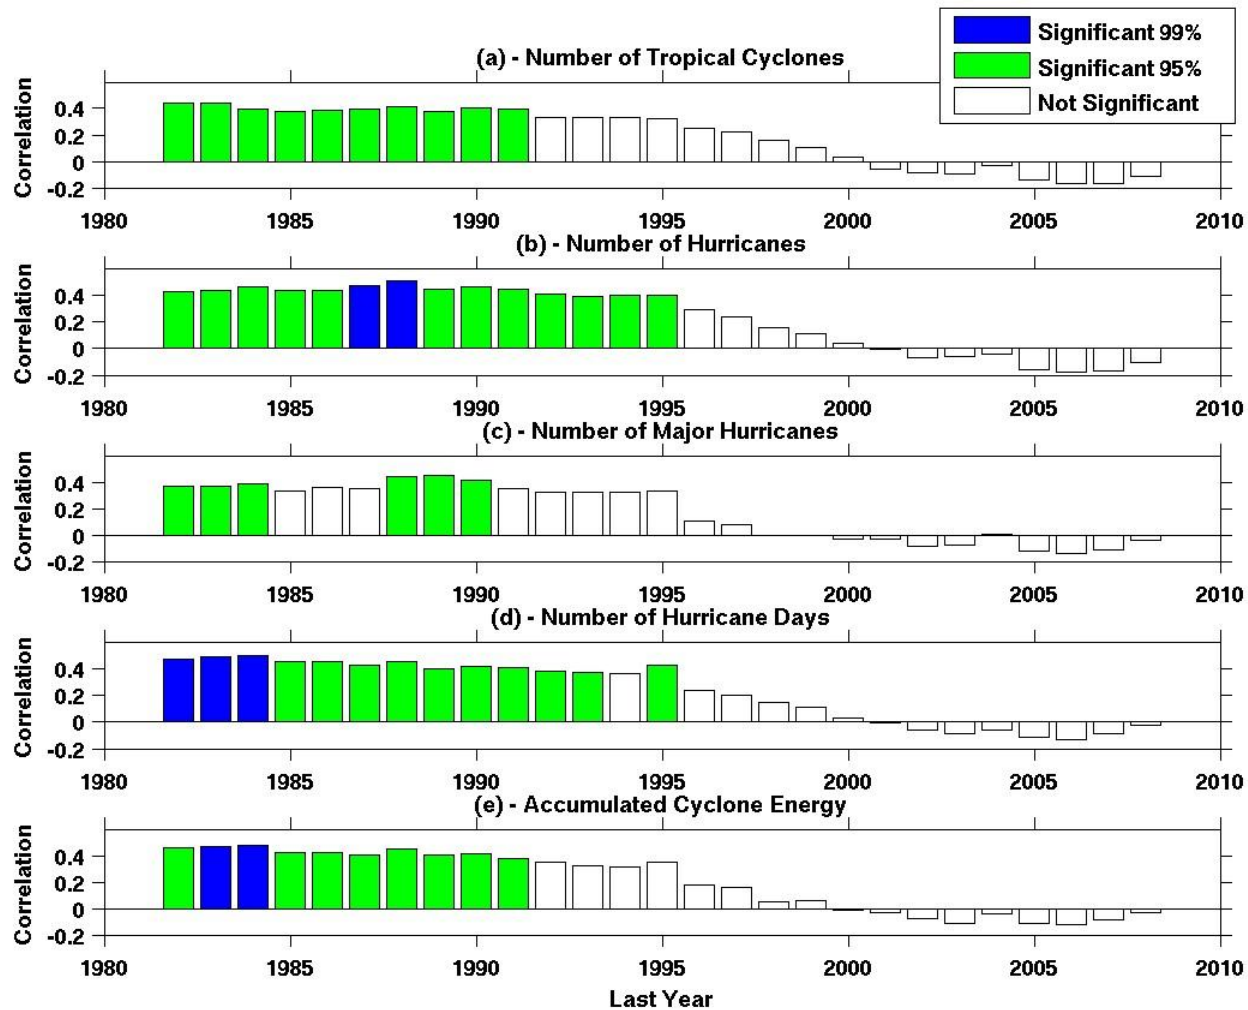 Significant 99%
Significant 95%
Not Significant
(a) - Number of Tropical Cyclones
Correlation
0.4
0.2
0
-0.2
1980 1985 1990 1995 2000 2005 2010
(b) - Number of Hurricanes
Correlation
0.4
0.2
0
-0.2
1980 1985 1990 1995 2000 2005 2010
(c) - Number of Major Hurricanes
Correlation
0.4
0.2
0
-0.2
1980 1985 1990 1995 2000 2005 2010
(d) - Number of Hurricane Days
Correlation
0.4
0.2
0
-0.2
1980 1985 1990 1995 2000 2005 2010
(e) - Accumulated Cyclone Energy
Correlation
0.4
0.2
0
-0.2
1980 1985 1990 1995 2000 2005 2010
Last Year